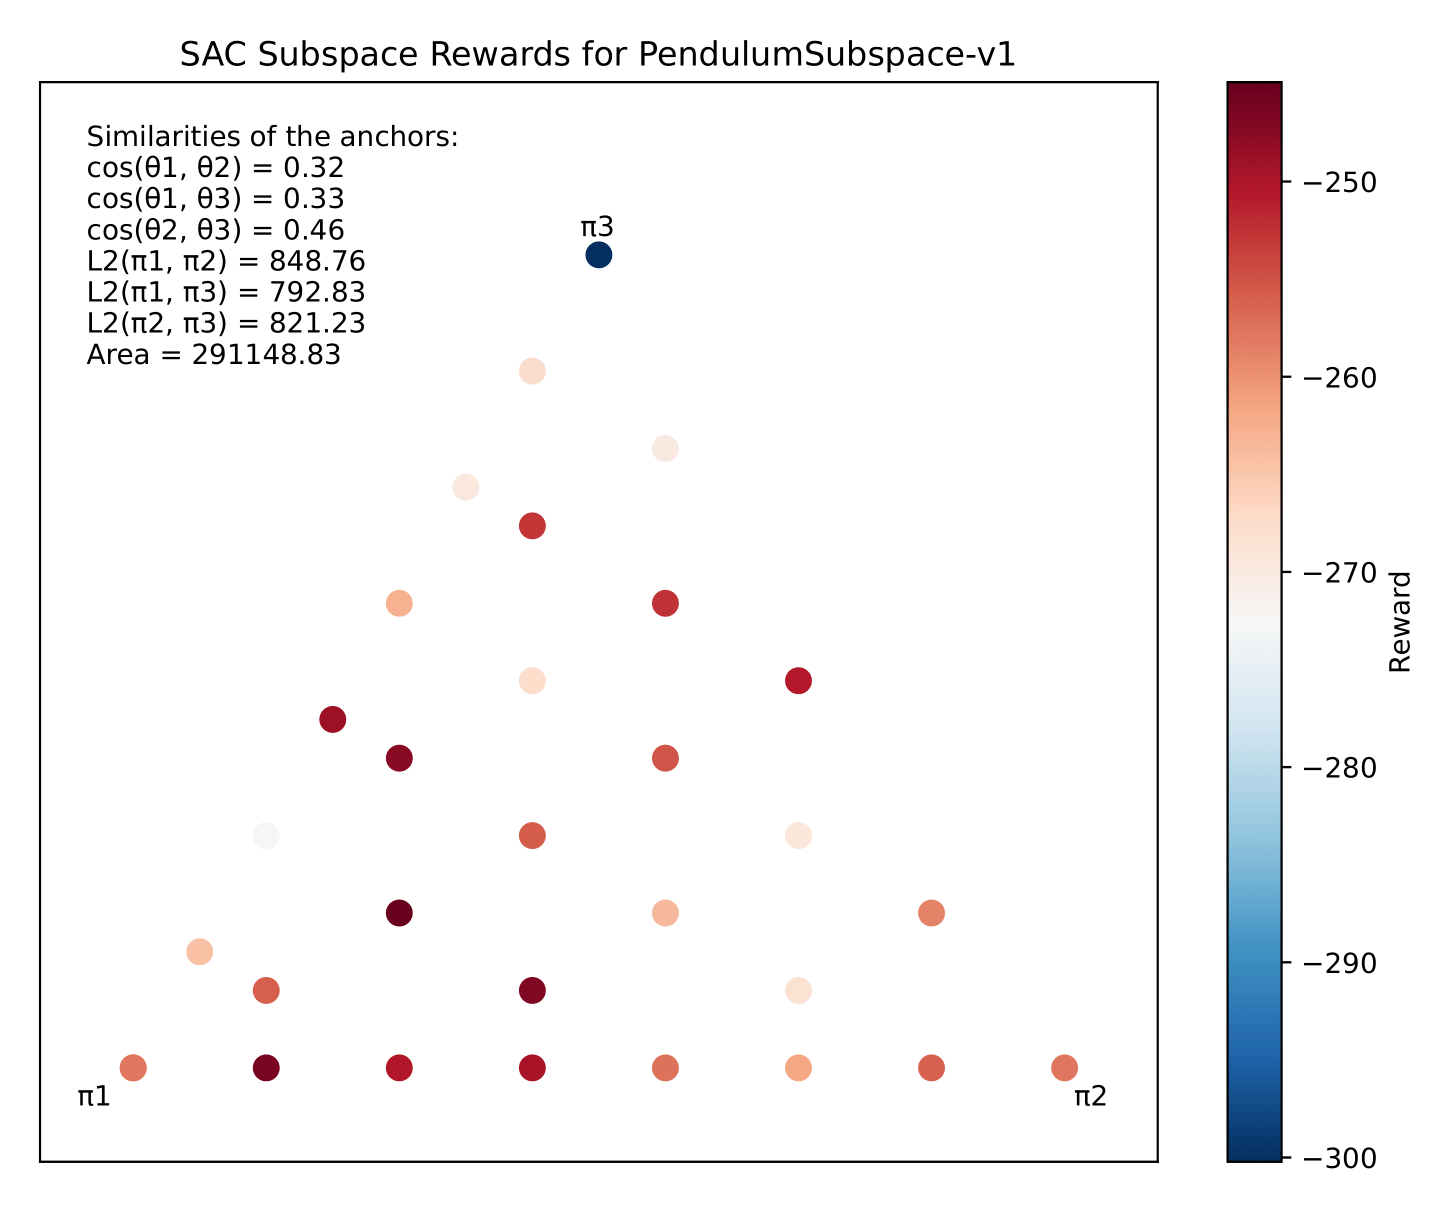 SAC Subspace Rewards for PendulumSubspace-v1
Similarities of the anchors:
cos(θ1, θ2) = 0.32
cos(θ1, θ3) = 0.33
cos(θ2, θ3) = 0.46
L2(π1, π2) = 848.76
L2(π1, π3) = 792.83
L2(π2, π3) = 821.23
Area = 291148.83
π3
π1
π2
−250
−260
−270
−280
−290
−300
Reward